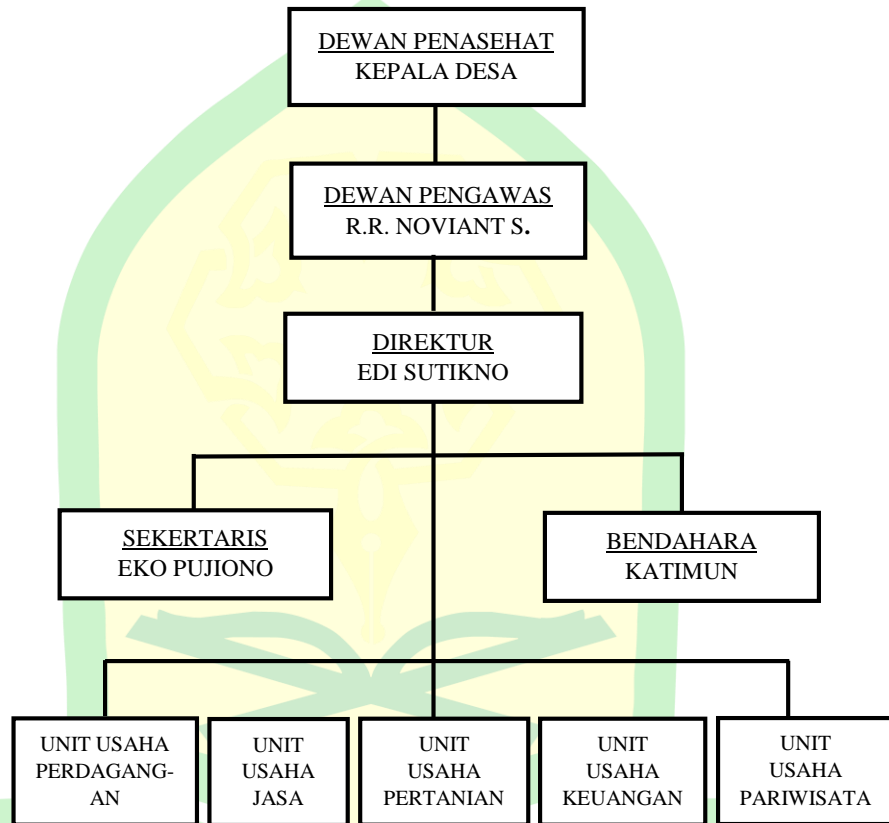 DEWAN PENASEHAT
KEPALA DESA
DEWAN PENGAWAS
R.R. NOVIANT S.
DIREKTUR
EDI SUTIKNO
SEKERTARIS
EKO PUJIONO
BENDAHARA
KATIMUN
UNIT USAHA
PERDAGANG-
AN
UNIT
USAHA
JASA
UNIT
USAHA
PERTANIAN
UNIT
USAHA
KEUANGAN
UNIT
USAHA
PARIWISATA